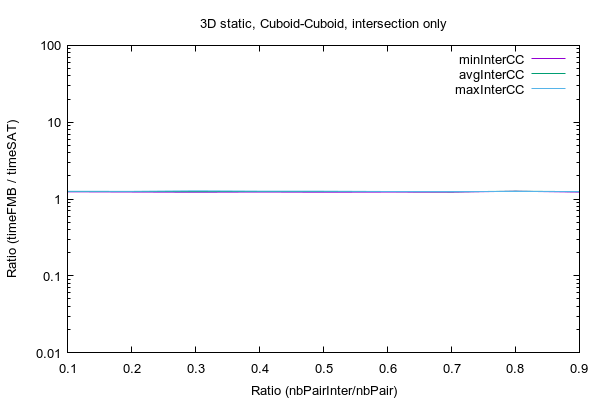 3D static, Cuboid-Cuboid, intersection only
100
10
1
0.1
0.01
Ratio (timeFMB / timeSAT)
minInterCC
avgInterCC
maxInterCC
0.1 0.2 0.3 0.4 0.5 0.6 0.7 0.8 0.9
Ratio (nbPairInter/nbPair)